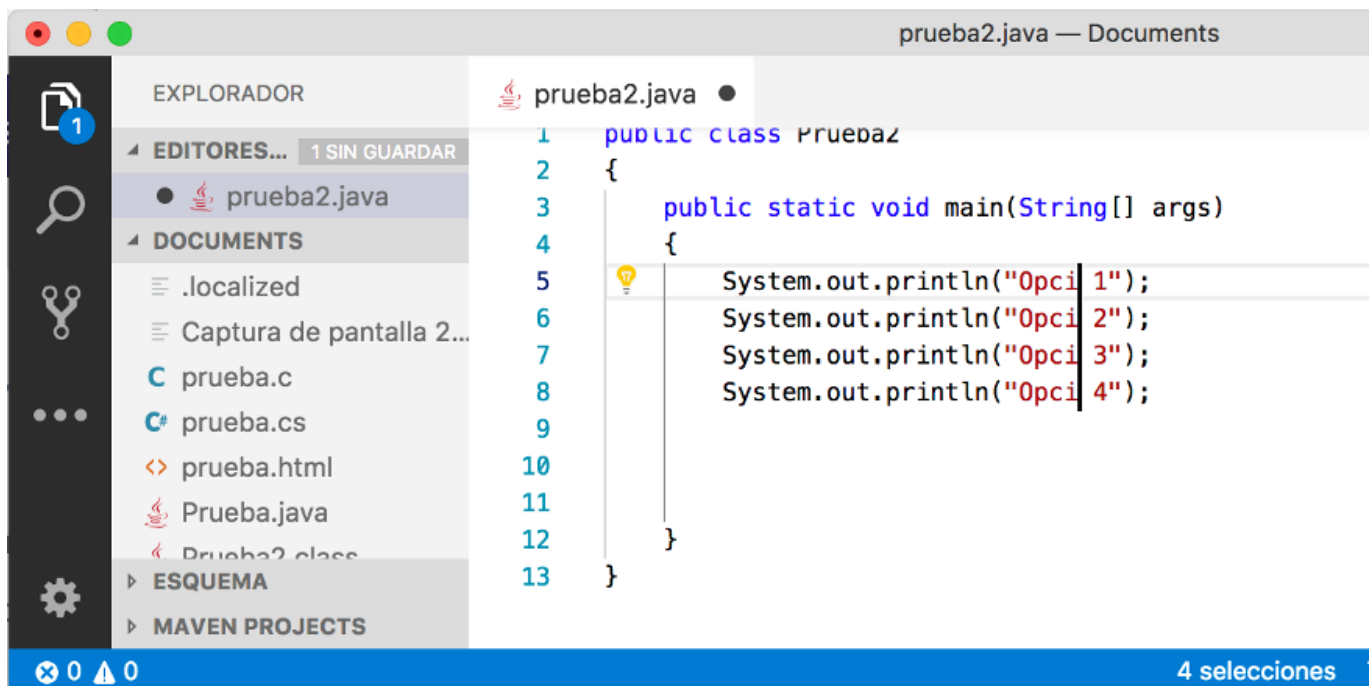 prueba2.java — Documents
EXPLORADOR
EDITORES... 1 SIN GUARDAR
prueba2.java
DOCUMENTS
.localized
Captura de pantalla 2...
C prueba.c
C# prueba.cs
<> prueba.html
Prueba.java
Prueba2.class
ESQUEMA
MAVEN PROJECTS
1
prueba2.java
1 public class Prueba2
2 {
3 public static void main(String[] args)
4 {
5 System.out.println("Opci 1");
6 System.out.println("Opci 2");
7 System.out.println("Opci 3");
8 System.out.println("Opci 4");
9
10
11
12 }
13 }
0 0
4 selecciones